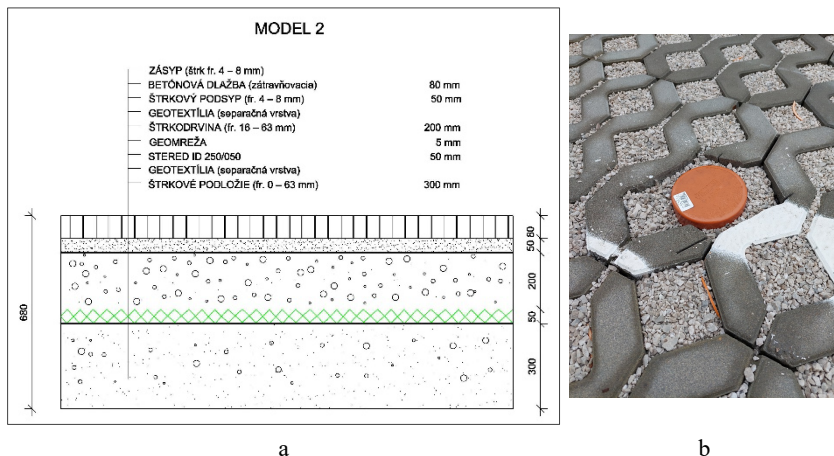 MODEL 2
ZÁSYP (štrk fr. 4 – 8 mm)
BETÓNOVÁ DLAŽBA (zátravňovacia) 80 mm
ŠTRKOVÝ PODSYP (fr. 4 – 8 mm) 50 mm
GEOTEXTÍLIA (separačná vrstva)
ŠTRKODRVINA (fr. 16 – 63 mm) 200 mm
GEOMREŽA 5 mm
STERED ID 250/050 50 mm
GEOTEXTÍLIA (separačná vrstva)
ŠTRKOVÉ PODLOŽIE (fr. 0 – 63 mm) 300 mm
680
80
50
200
50
300
a
b